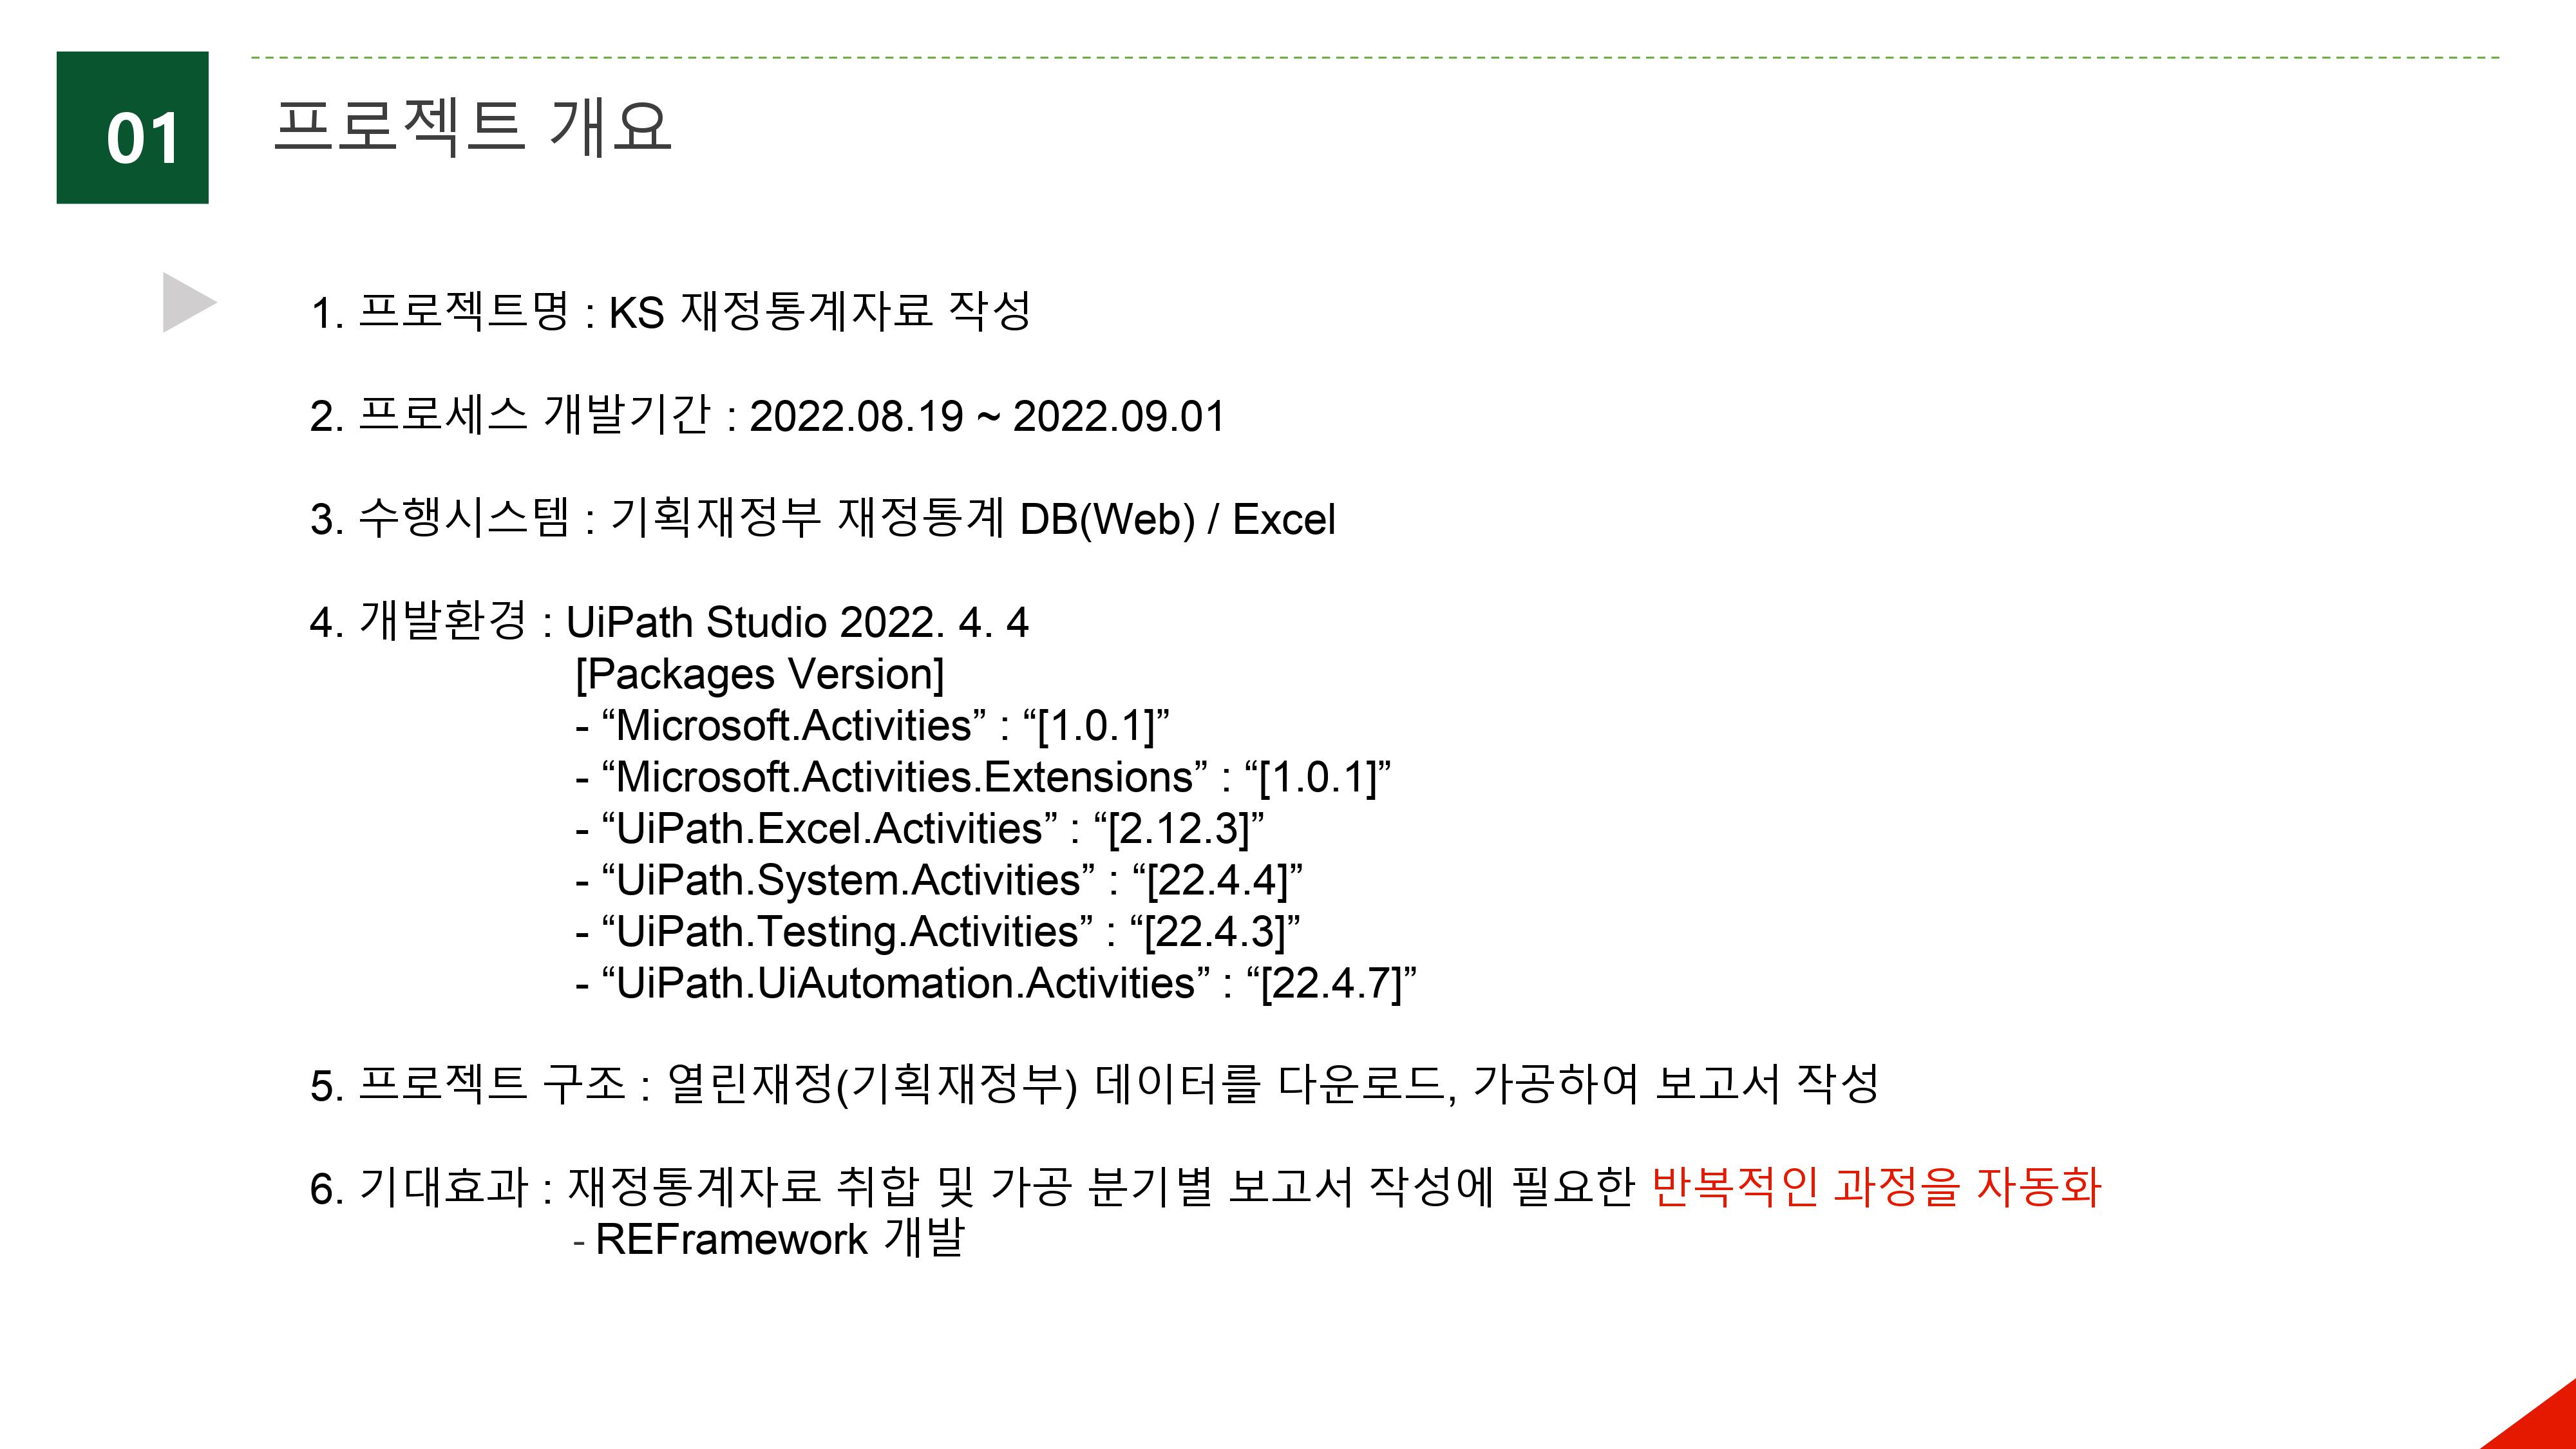 01
프로젝트 개요
1. 프로젝트명 : KS 재정통계자료 작성
2. 프로세스 개발기간 : 2022.08.19 ~ 2022.09.01
3. 수행시스템 : 기획재정부 재정통계 DB(Web) / Excel
4. 개발환경 : UiPath Studio 2022. 4. 4
[Packages Version]
- “Microsoft.Activities” : “[1.0.1]”
- “Microsoft.Activities.Extensions” : “[1.0.1]”
- “UiPath.Excel.Activities” : “[2.12.3]”
- “UiPath.System.Activities” : “[22.4.4]”
- “UiPath.Testing.Activities” : “[22.4.3]”
- “UiPath.UiAutomation.Activities” : “[22.4.7]”
5. 프로젝트 구조 : 열린재정(기획재정부) 데이터를 다운로드, 가공하여 보고서 작성
6. 기대효과 : 재정통계자료 취합 및 가공 분기별 보고서 작성에 필요한 반복적인 과정을 자동화
- REFramework 개발